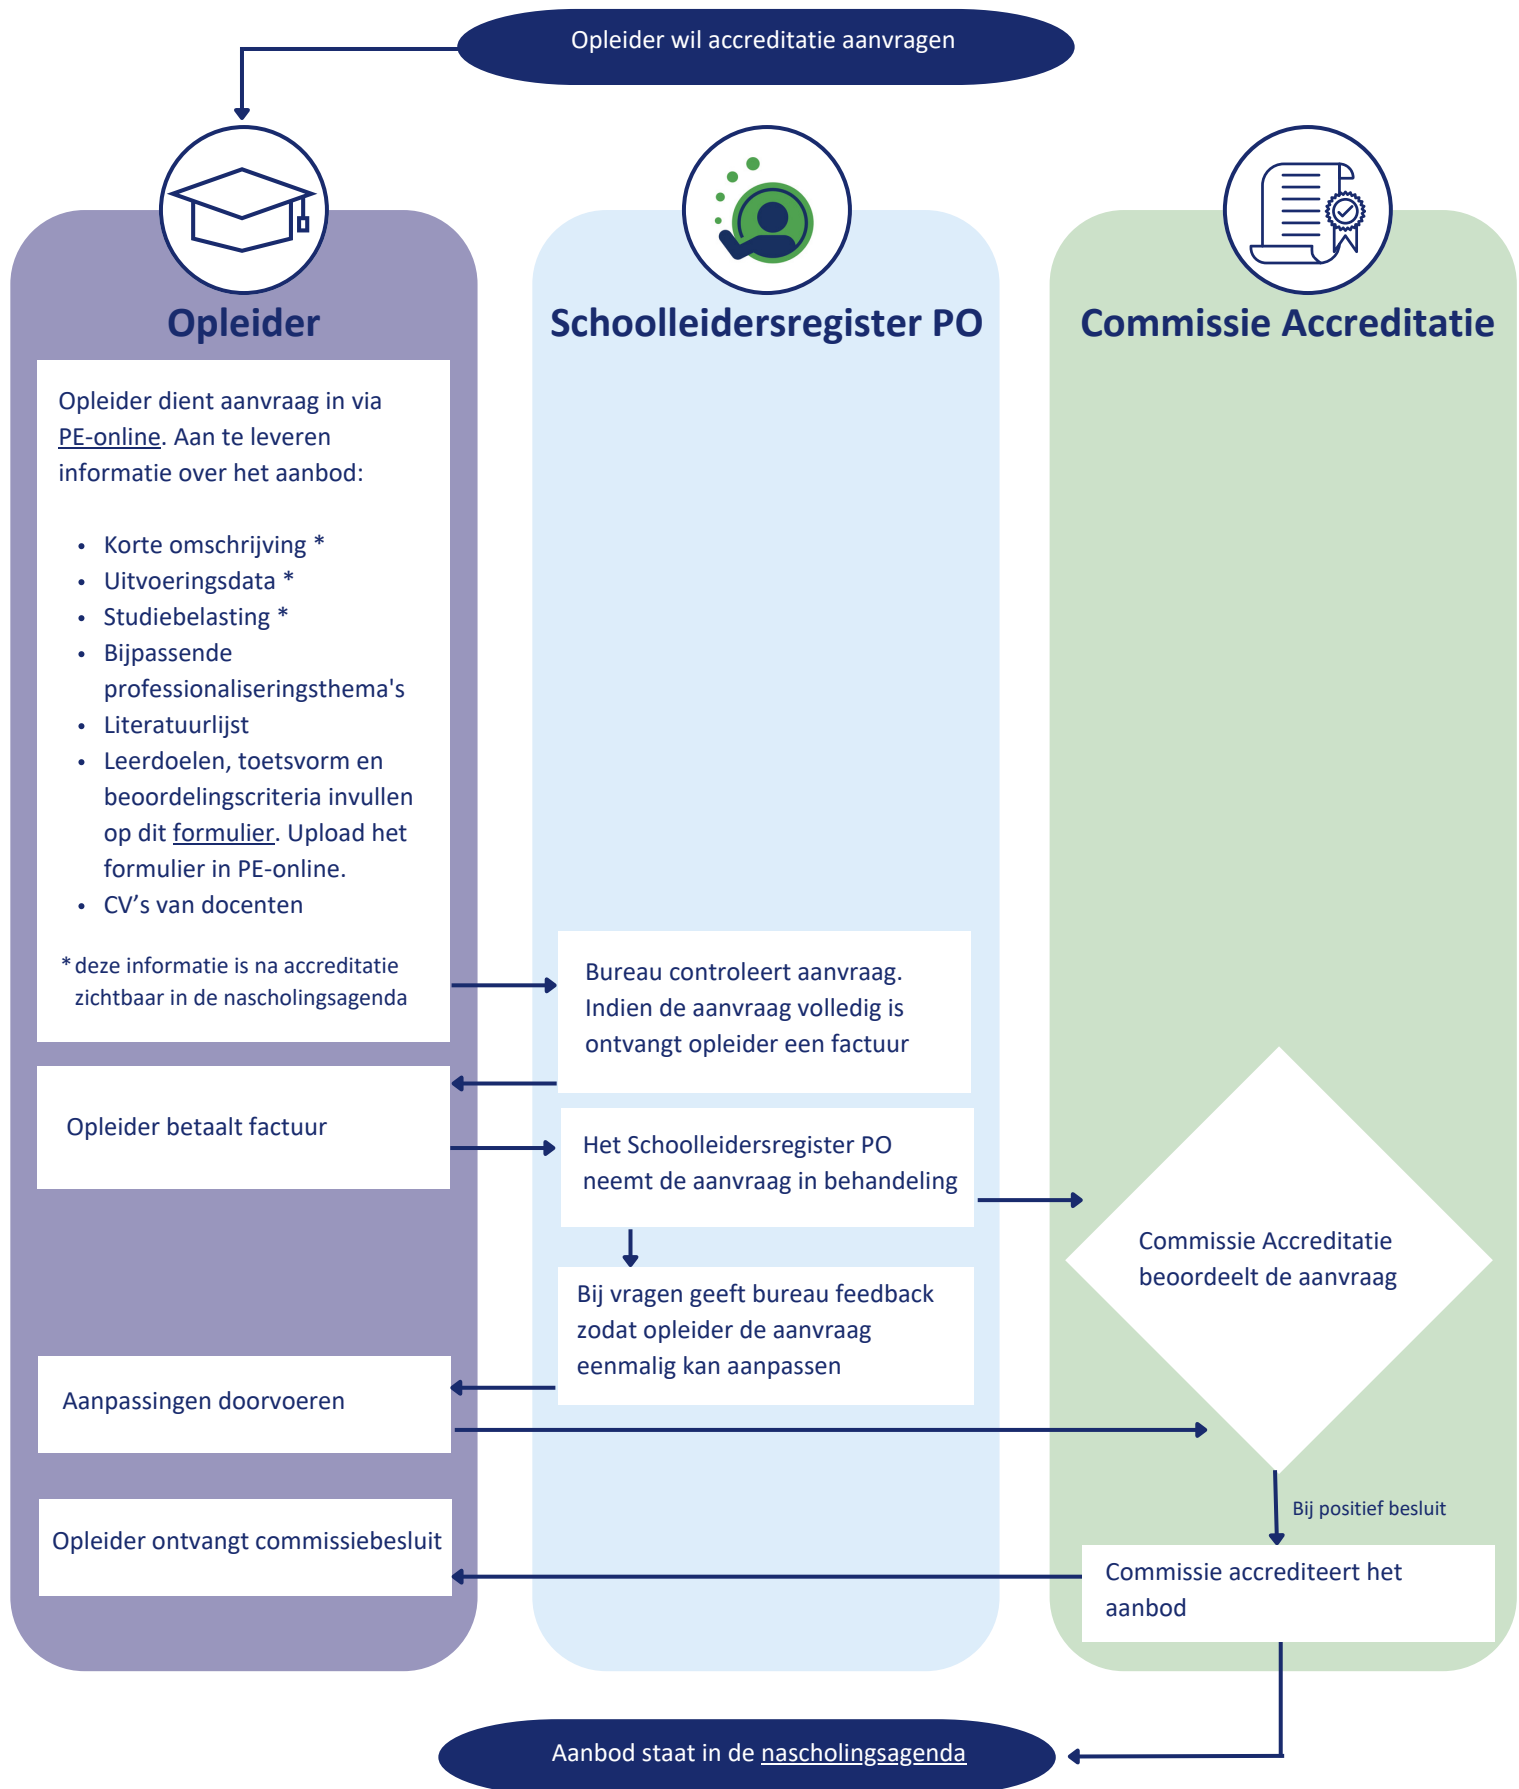 Opleider wil accreditatie aanvragen
Opleider
Schoolleidersregister PO
Commissie Accreditatie
Opleider dient aanvraag in via
PE-online. Aan te leveren
informatie over het aanbod:
• Korte omschrijving *
• Uitvoeringsdata *
• Studiebelasting *
• Bijpassende
professionaliseringsthema's
• Literatuurlijst
• Leerdoelen, toetsvorm en
beoordelingscriteria invullen
op dit formulier. Upload het
formulier in PE-online.
• CV’s van docenten
* deze informatie is na accreditatie
zichtbaar in de nascholingsagenda
Bureau controleert aanvraag.
Indien de aanvraag volledig is
ontvangt opleider een factuur
Opleider betaalt factuur
Het Schoolleidersregister PO
neemt de aanvraag in behandeling
Commissie Accreditatie
beoordeelt de aanvraag
Bij vragen geeft bureau feedback
zodat opleider de aanvraag
eenmalig kan aanpassen
Aanpassingen doorvoeren
Bij positief besluit
Opleider ontvangt commissiebesluit
Commissie accrediteert het
aanbod
Aanbod staat in de nascholingsagenda